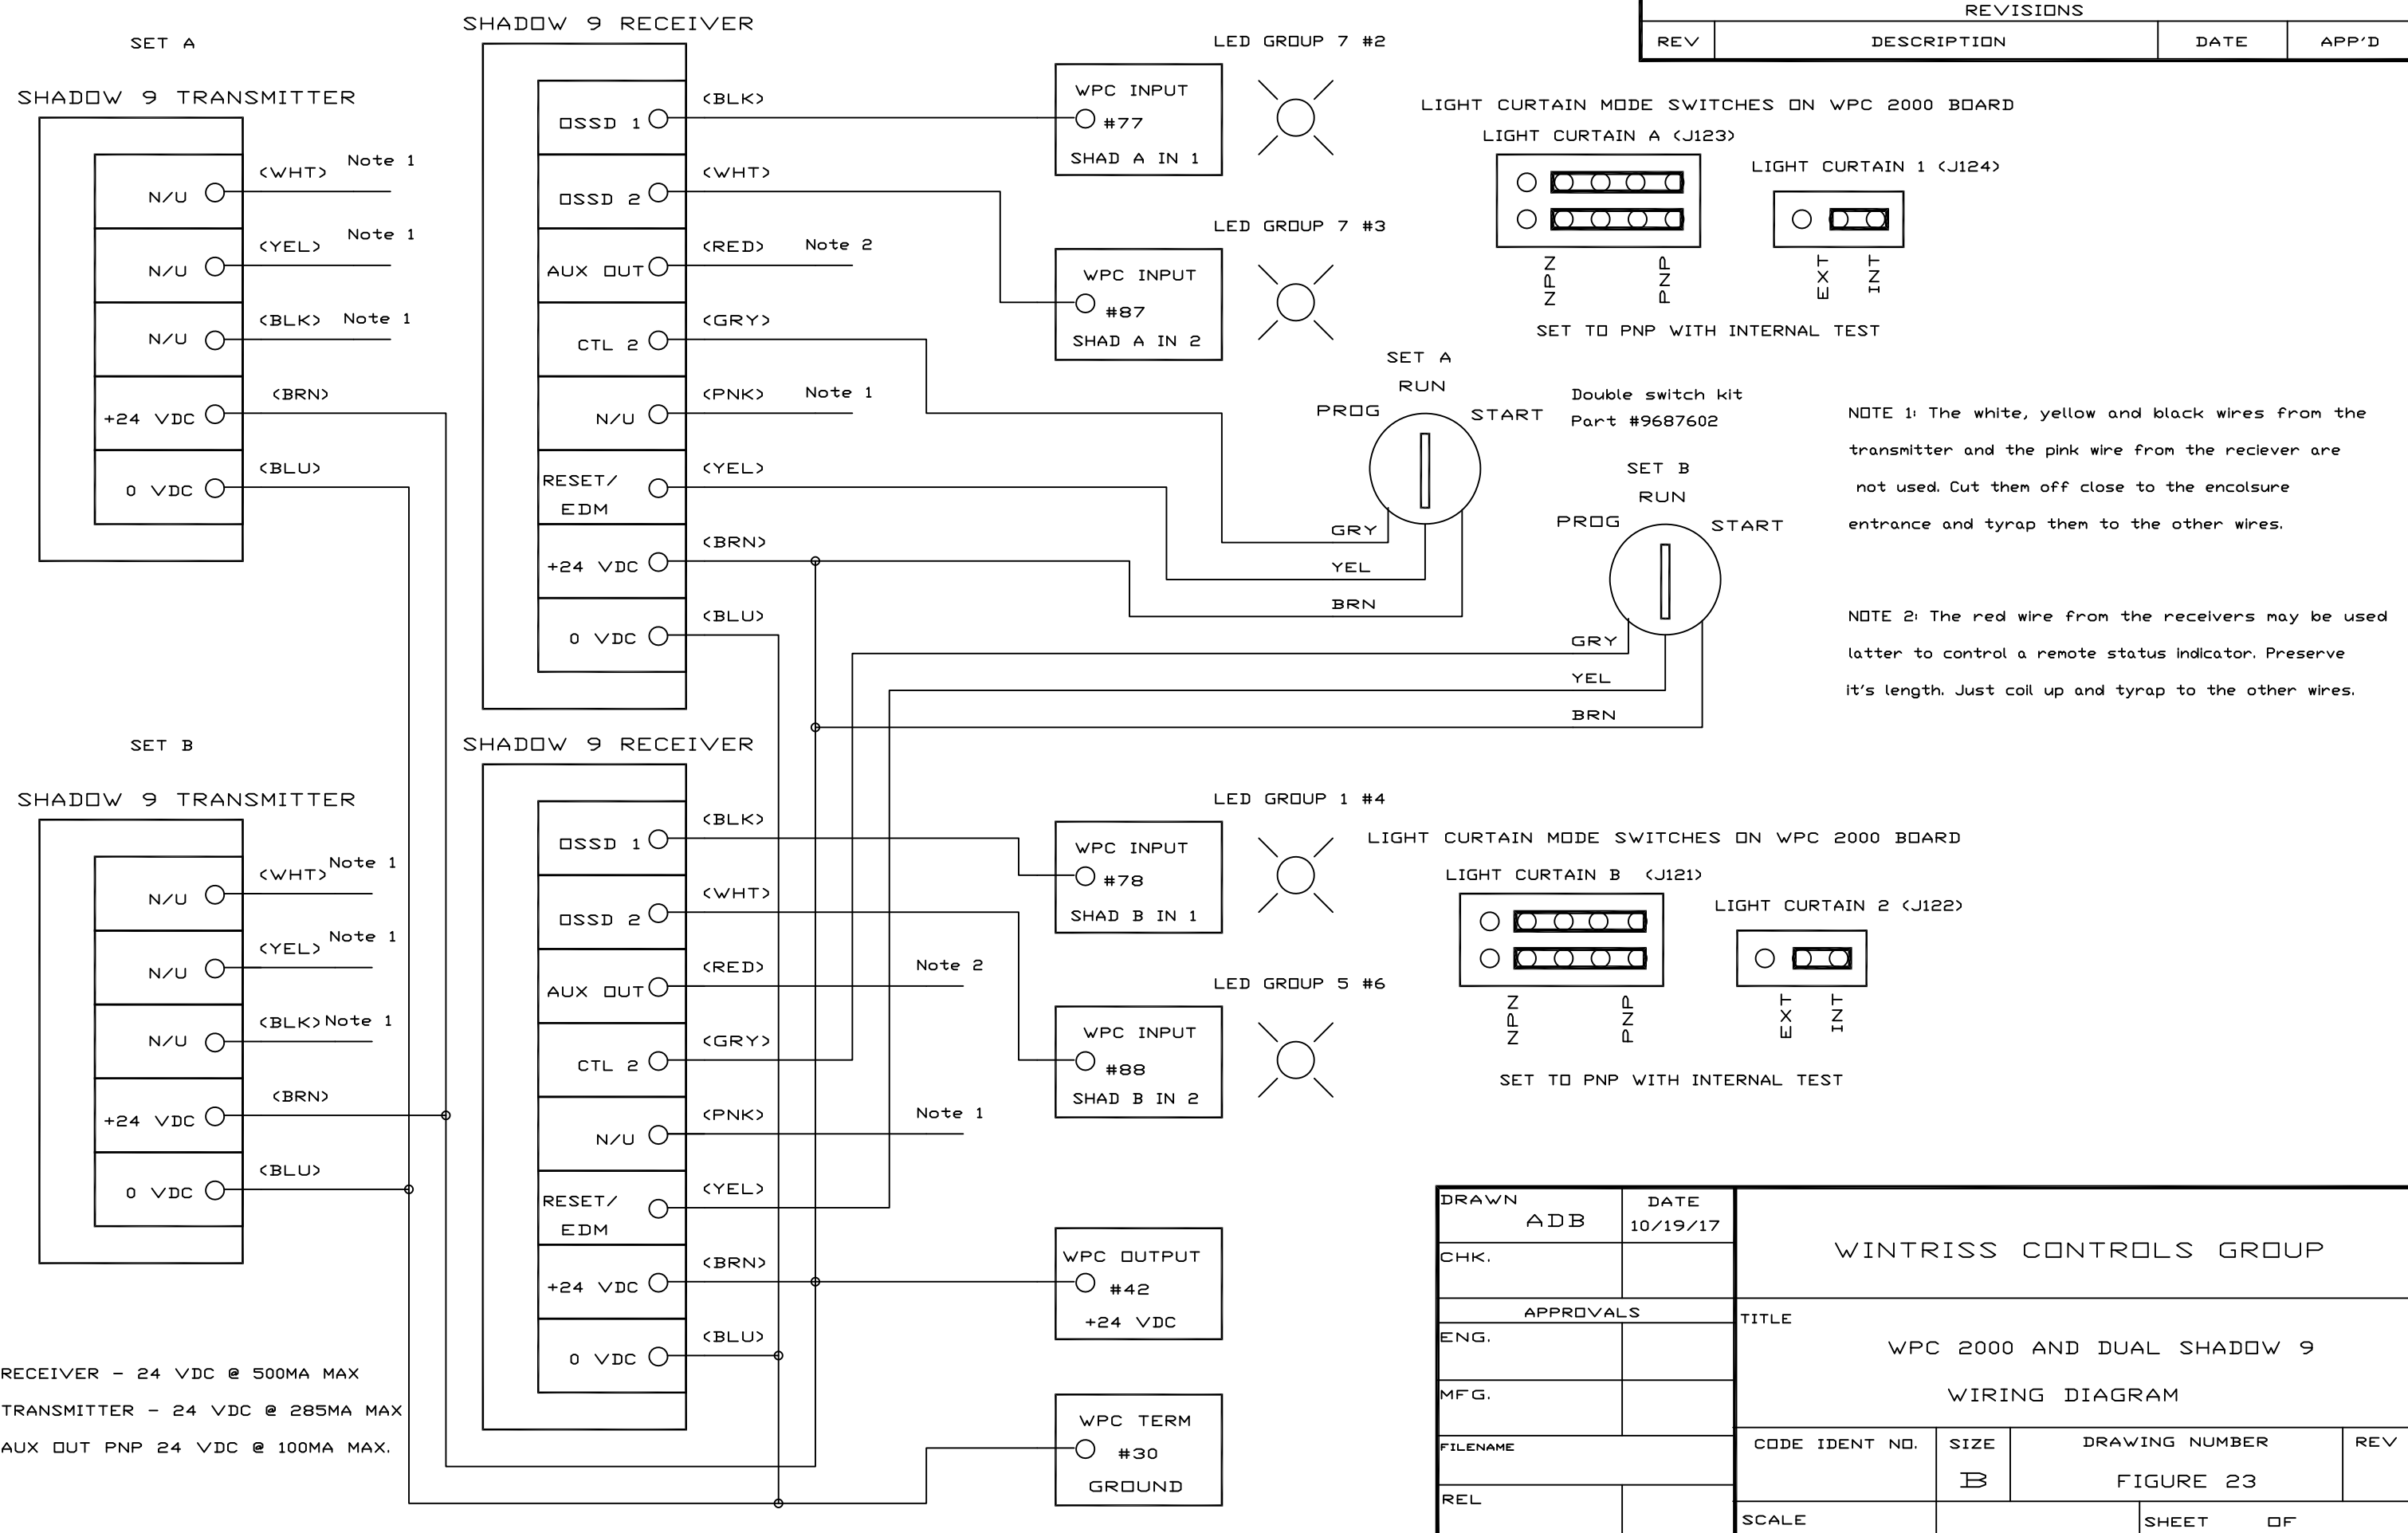 REVISIONS
REV DESCRIPTION DATE APP'D
SET A
SHADOW 9 TRANSMITTER
N/U (WHT) Note 1
N/U (YEL) Note 1
N/U (BLK) Note 1
+24 VDC (BRN)
0 VDC (BLU)
SHADOW 9 RECEIVER
OSSD 1 (BLK)
OSSD 2 (WHT)
AUX OUT (RED) Note 2
CTL 2 (GRY)
N/U (PNK) Note 1
RESET/
EDM (YEL)
+24 VDC (BRN)
0 VDC (BLU)
LED GROUP 7 #2
WPC INPUT
#77
SHAD A IN 1
LED GROUP 7 #3
WPC INPUT
#87
SHAD A IN 2
LIGHT CURTAIN MODE SWITCHES ON WPC 2000 BOARD
LIGHT CURTAIN A (J123)
LIGHT CURTAIN 1 (J124)
NPN
PNP
EXT
INT
SET TO PNP WITH INTERNAL TEST
SET A
RUN
PROG
START
GRY
YEL
BRN
Double switch kit
Part #9687602
SET B
RUN
PROG
START
GRY
YEL
BRN
NOTE 1: The white, yellow and black wires from the
transmitter and the pink wire from the reciever are
not used. Cut them off close to the encolsure
entrance and tyrap them to the other wires.
NOTE 2: The red wire from the receivers may be used
latter to control a remote status indicator. Preserve
it's length. Just coil up and tyrap to the other wires.
SET B
SHADOW 9 TRANSMITTER
N/U (WHT) Note 1
N/U (YEL) Note 1
N/U (BLK) Note 1
+24 VDC (BRN)
0 VDC (BLU)
SHADOW 9 RECEIVER
OSSD 1 (BLK)
OSSD 2 (WHT)
AUX OUT (RED) Note 2
CTL 2 (GRY)
N/U (PNK) Note 1
RESET/
EDM (YEL)
+24 VDC (BRN)
0 VDC (BLU)
LED GROUP 1 #4
WPC INPUT
#78
SHAD B IN 1
LED GROUP 5 #6
WPC INPUT
#88
SHAD B IN 2
LIGHT CURTAIN MODE SWITCHES ON WPC 2000 BOARD
LIGHT CURTAIN B (J121)
LIGHT CURTAIN 2 (J122)
NPN
PNP
EXT
INT
SET TO PNP WITH INTERNAL TEST
WPC OUTPUT
#42
+24 VDC
WPC TERM
#30
GROUND
RECEIVER - 24 VDC @ 500MA MAX
TRANSMITTER - 24 VDC @ 285MA MAX
AUX OUT PNP 24 VDC @ 100MA MAX.
DRAWN
ADB
DATE
10/19/17
CHK.
APPROVALS
ENG.
MFG.
FILENAME
REL
WINTRISS CONTROLS GROUP
TITLE
WPC 2000 AND DUAL SHADOW 9
WIRING DIAGRAM
CODE IDENT NO. SIZE DRAWING NUMBER REV
B FIGURE 23
SCALE SHEET OF